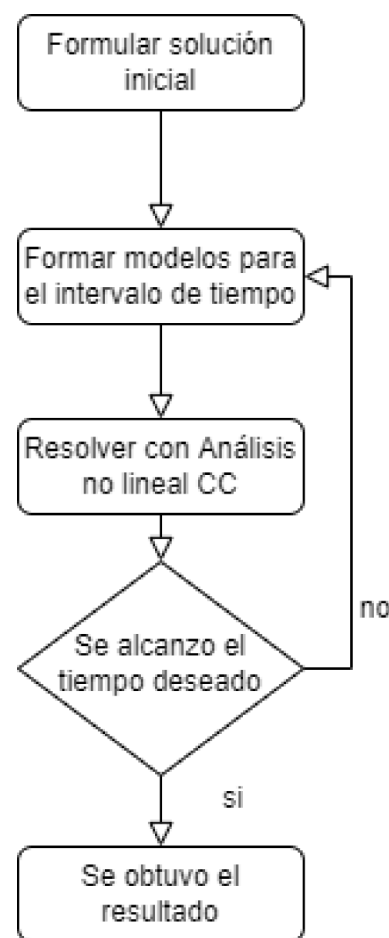 Formular solución
inicial
Formar modelos para
el intervalo de tiempo
Resolver con Análisis
no lineal CC
Se alcanzo el
tiempo deseado
no
si
Se obtuvo el
resultado